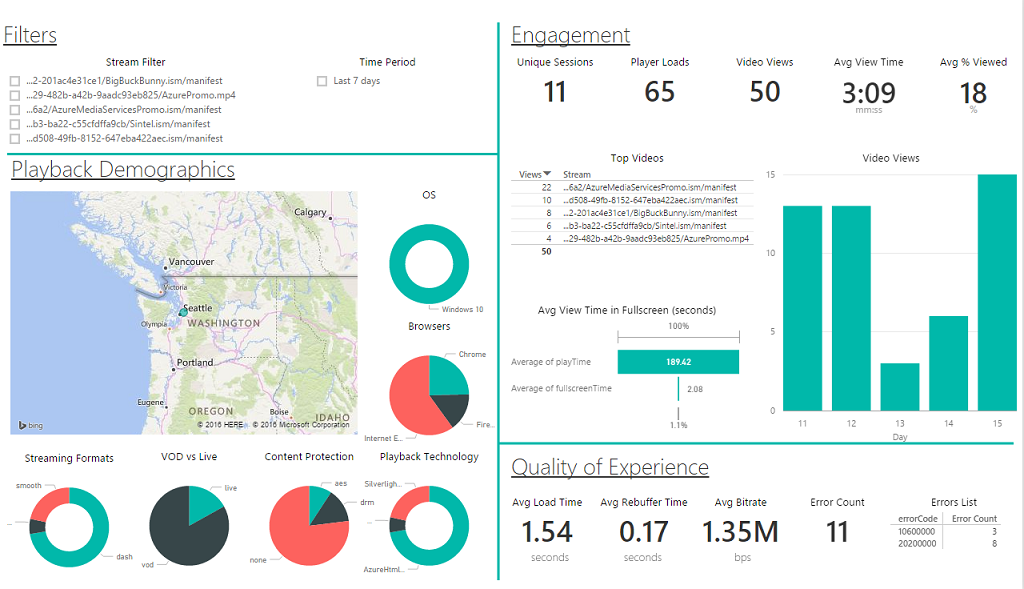 Filters
Stream Filter
Time Period
...2-201ac4e31ce1/BigBuckBunny.ism/manifest
Last 7 days
...29-482b-a42b-9aadc93eb825/AzurePromo.mp4
...6a2/AzureMediaServicesPromo.ism/manifest
...b3-ba22-c55fcfdffa9cb/Sintel.ism/manifest
...d508-49fb-8152-647eba422aec.ism/manifest
Playback Demographics
Calgary
Vancouver
Victoria
Seattle
Olympia
WASHINGTON
Portland
Eugene
OREGON
Boise
IDAHO
bing
© 2016 HERE
© 2016 Microsoft Corporation
OS
Windows 10
Browsers
Chrome
Fire...
Internet E...
Streaming Formats
smooth
...
dash
VOD vs Live
live
vod
Content Protection
aes
drm
none
Playback Technology
Silverligh...
...
AzureHtml...
Engagement
Unique Sessions
Player Loads
Video Views
Avg View Time
Avg % Viewed
11
65
50
3:09
18
mm:ss
%
Top Videos
Views Stream
22 ...6a2/AzureMediaServicesPromo.ism/manifest
10 ...d508-49fb-8152-647eba422aec.ism/manifest
8 ...2-201ac4e31ce1/BigBuckBunny.ism/manifest
6 ...b3-ba22-c55fcfdffa9cb/Sintel.ism/manifest
4 ...29-482b-a42b-9aadc93eb825/AzurePromo.mp4
50
Avg View Time in Fullscreen (seconds)
100%
Average of playTime
189.42
Average of fullscreenTime
2.08
1.1%
Video Views
15
10
5
0
11 12 13 14 15
Day
Quality of Experience
Avg Load Time
Avg Rebuffer Time
Avg Bitrate
Error Count
Errors List
1.54
0.17
1.35M
11
seconds
seconds
bps
errorCode Error Count
10600000 3
20200000 8